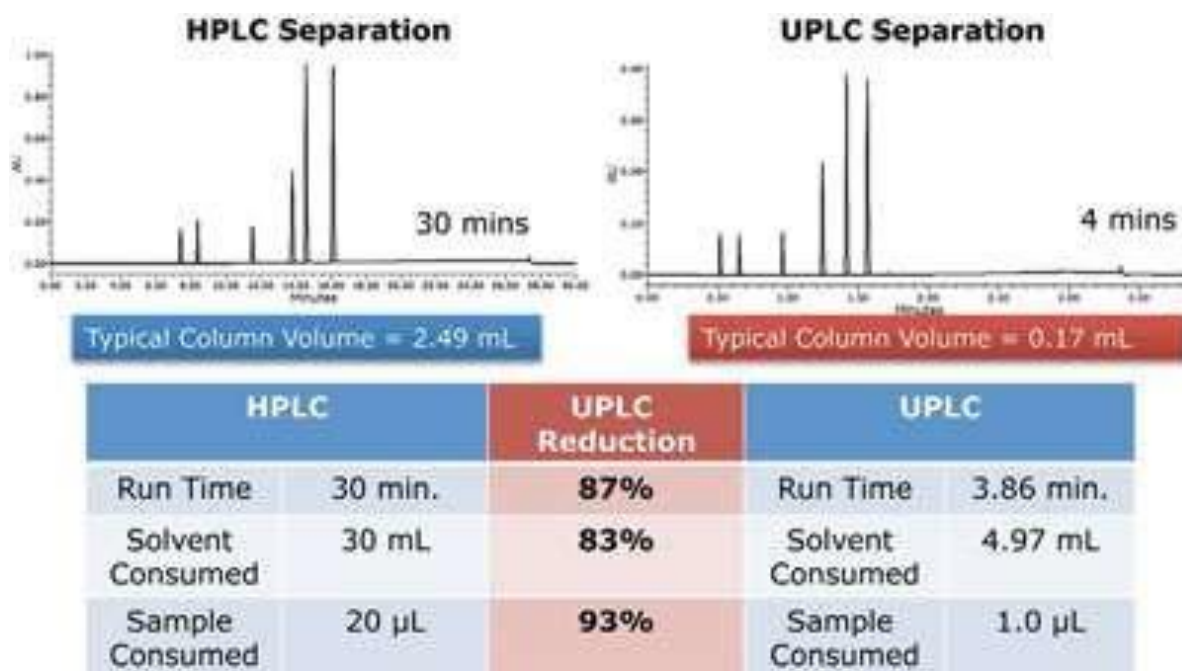 HPLC Separation
UPLC Separation
30 mins
4 mins
Minutes
Minutes
Typical Column Volume = 2.49 mL
Typical Column Volume = 0.17 mL
HPLC
UPLC
Reduction
UPLC
Run Time 30 min. 87% Run Time 3.86 min.
Solvent
Consumed 30 mL 83% Solvent
Consumed 4.97 mL
Sample
Consumed 20 µL 93% Sample
Consumed 1.0 µL